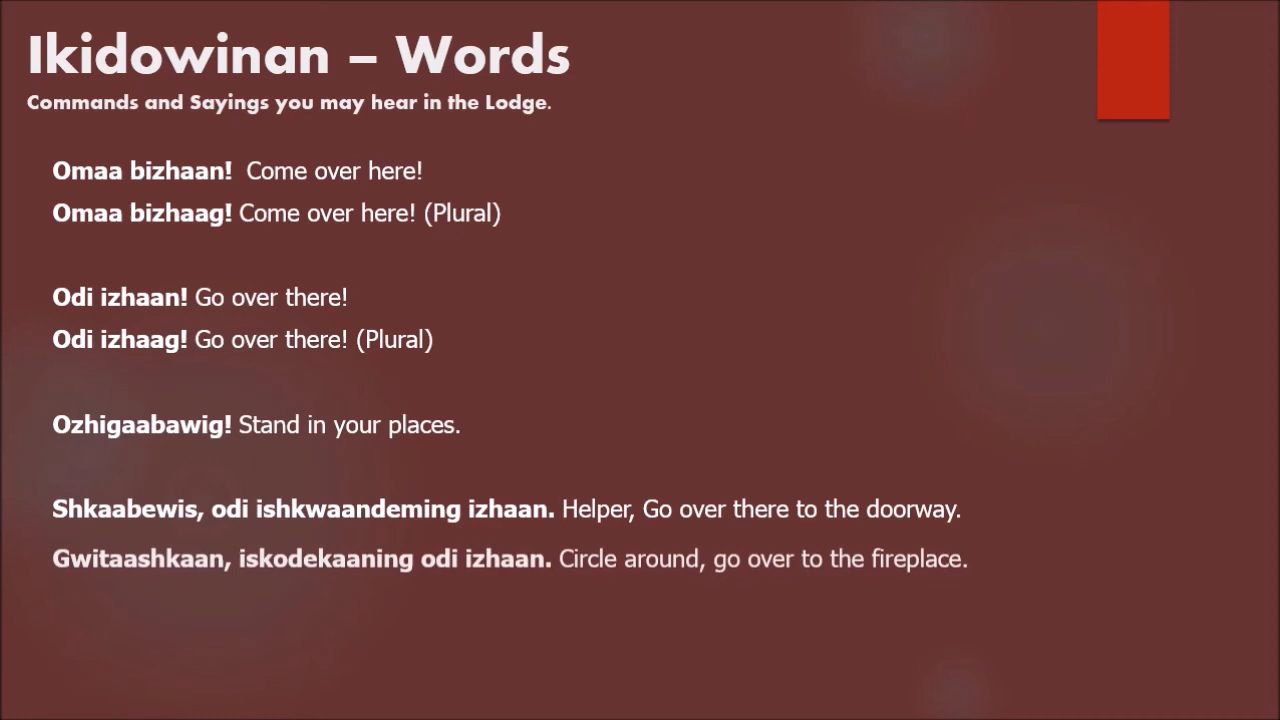 Ikidowinan – Words
Commands and Sayings you may hear in the Lodge.
Omaa bizhaan!  Come over here!
Omaa bizhaag! Come over here! (Plural)
Odi izhaan! Go over there!
Odi izhaag! Go over there! (Plural)
Ozhigaabawig! Stand in your places.
Shkaabewis, odi ishkwaandeming izhaan. Helper, Go over there to the doorway.
Gwitaashkaan, iskodekaaning odi izhaan. Circle around, go over to the fireplace.